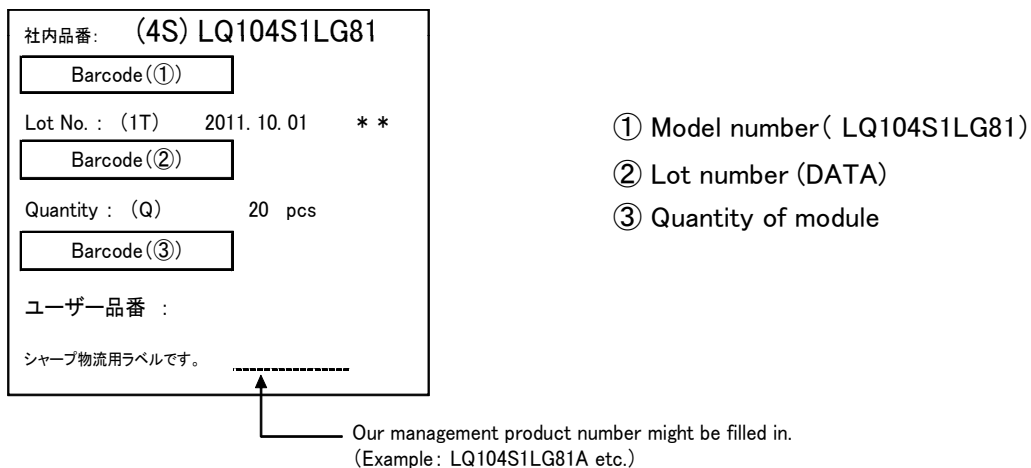 社内品番: (4S) LQ104S1LG81
Barcode(①)
Lot No. : (1T) 2011. 10. 01 * *
Barcode(②)
Quantity : (Q) 20 pcs
Barcode(③)
ユーザー品番 :
シャープ物流用ラベルです。
① Model number( LQ104S1LG81)
② Lot number (DATA)
③ Quantity of module
Our management product number might be filled in.
(Example: LQ104S1LG81A etc.)